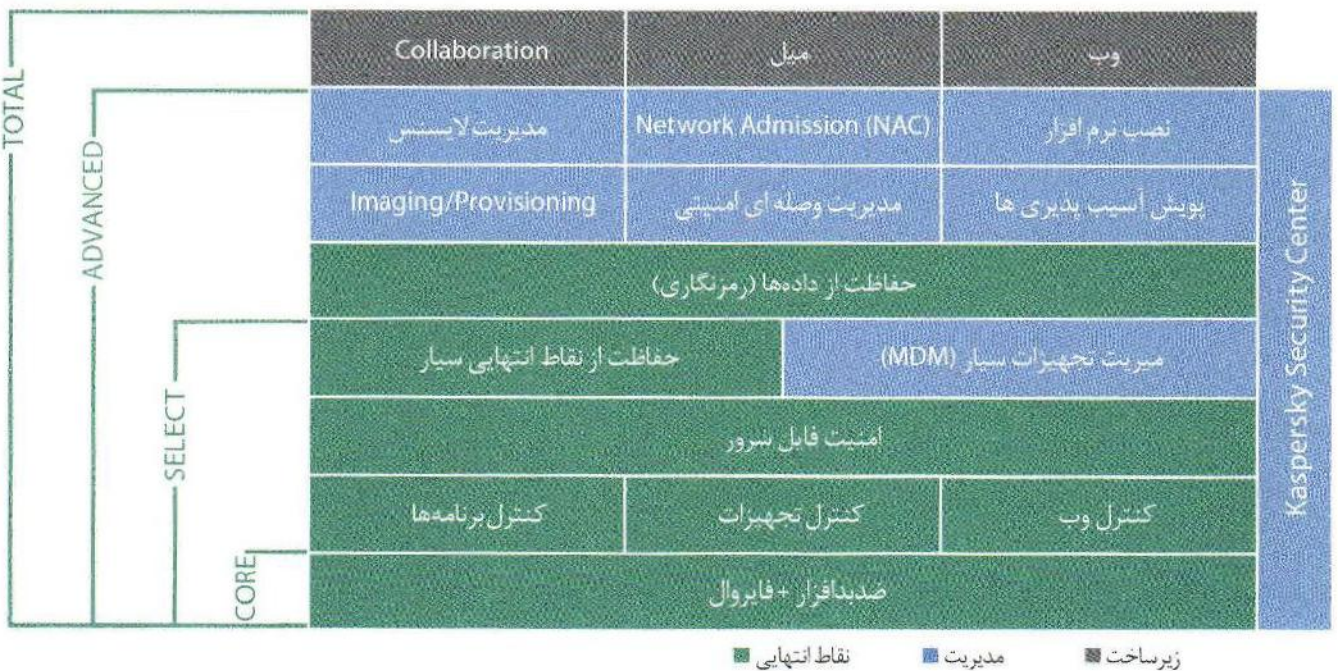 TOTAL
ADVANCED
SELECT
CORE
وب
میل
Collaboration
نصب نرم افزار
Network Admission (NAC)
مدیریت لایسنس
پویش آسیب پذیری ها
مدیریت وصله ای امنیتی
Imaging/Provisioning
حفاظت از داده‌ها (رمزنگاری)
میریت تجهیزات سیار (MDM)
حفاظت از نقاط انتهایی سیار
امنیت فایل سرور
کنترل وب
کنترل تجهیزات
کنترل برنامه‌ها
ضدبدافزار + فایروال
Kaspersky Security Center
زیرساخت
مدیریت
نقاط انتهایی